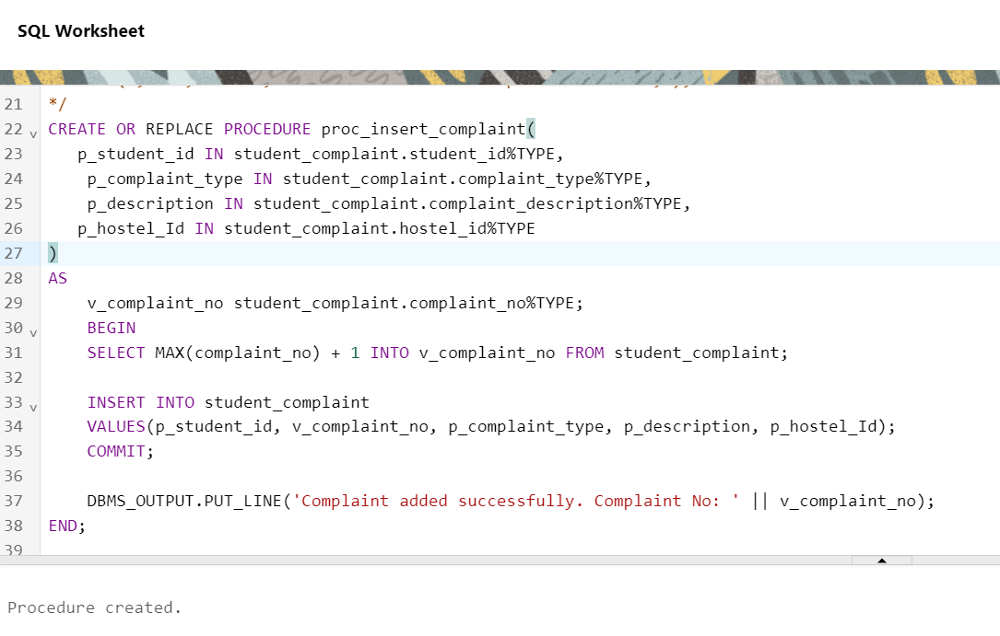 SQL Worksheet
21 */
22 CREATE OR REPLACE PROCEDURE proc_insert_complaint(
23 p_student_id IN student_complaint.student_id%TYPE,
24 p_complaint_type IN student_complaint.complaint_type%TYPE,
25 p_description IN student_complaint.complaint_description%TYPE,
26 p_hostel_Id IN student_complaint.hostel_id%TYPE
27 )
28 AS
29 v_complaint_no student_complaint.complaint_no%TYPE;
30 BEGIN
31 SELECT MAX(complaint_no) + 1 INTO v_complaint_no FROM student_complaint;
32
33 INSERT INTO student_complaint
34 VALUES(p_student_id, v_complaint_no, p_complaint_type, p_description, p_hostel_Id);
35 COMMIT;
36
37 DBMS_OUTPUT.PUT_LINE('Complaint added successfully. Complaint No: ' || v_complaint_no);
38 END;
39
Procedure created.